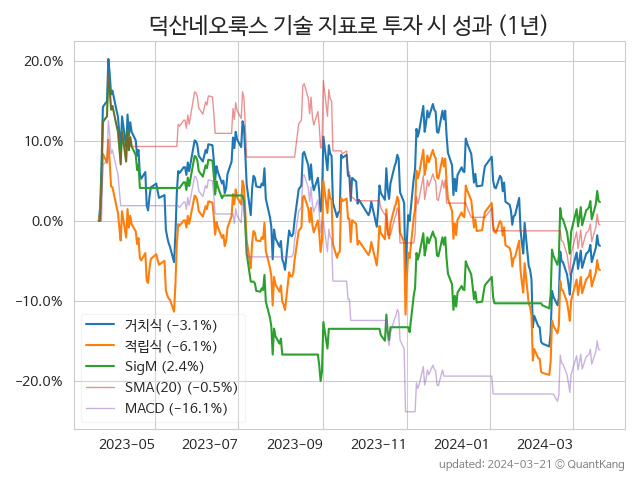 덕산네오룩스 기술 지표로 투자 시 성과 (1년)
20.0%
10.0%
0.0%
−10.0%
−20.0%
거치식 (−3.1%)
적립식 (−6.1%)
SigM (2.4%)
SMA(20) (−0.5%)
MACD (−16.1%)
2023-05 2023-07 2023-09 2023-11 2024-01 2024-03
updated: 2024-03-21 © QuantKang